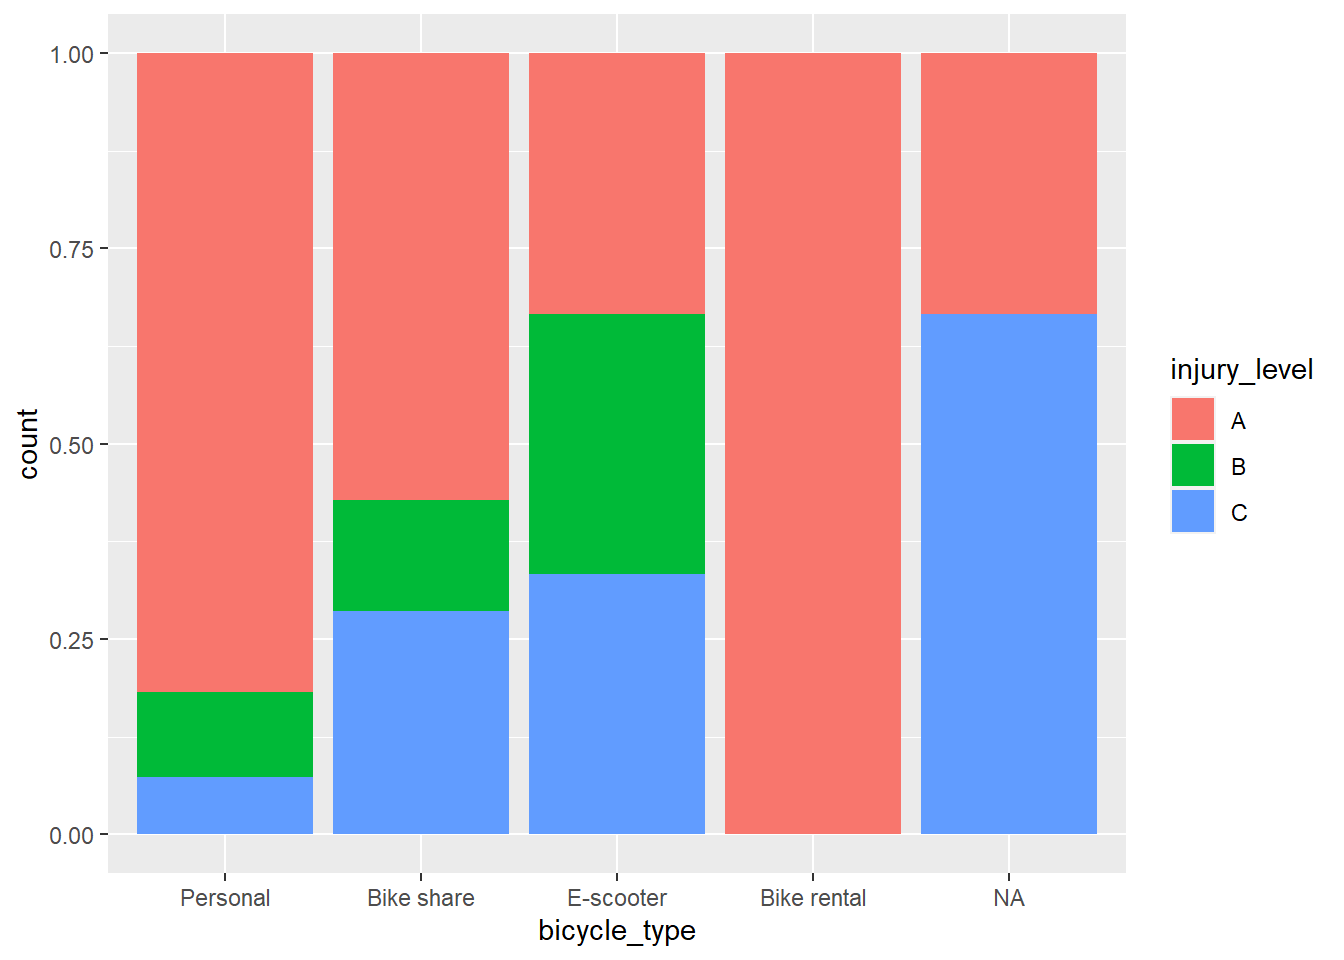 1.00
0.75
0.50
0.25
0.00
count
Personal
Bike share
E-scooter
Bike rental
NA
bicycle_type
injury_level
A
B
C